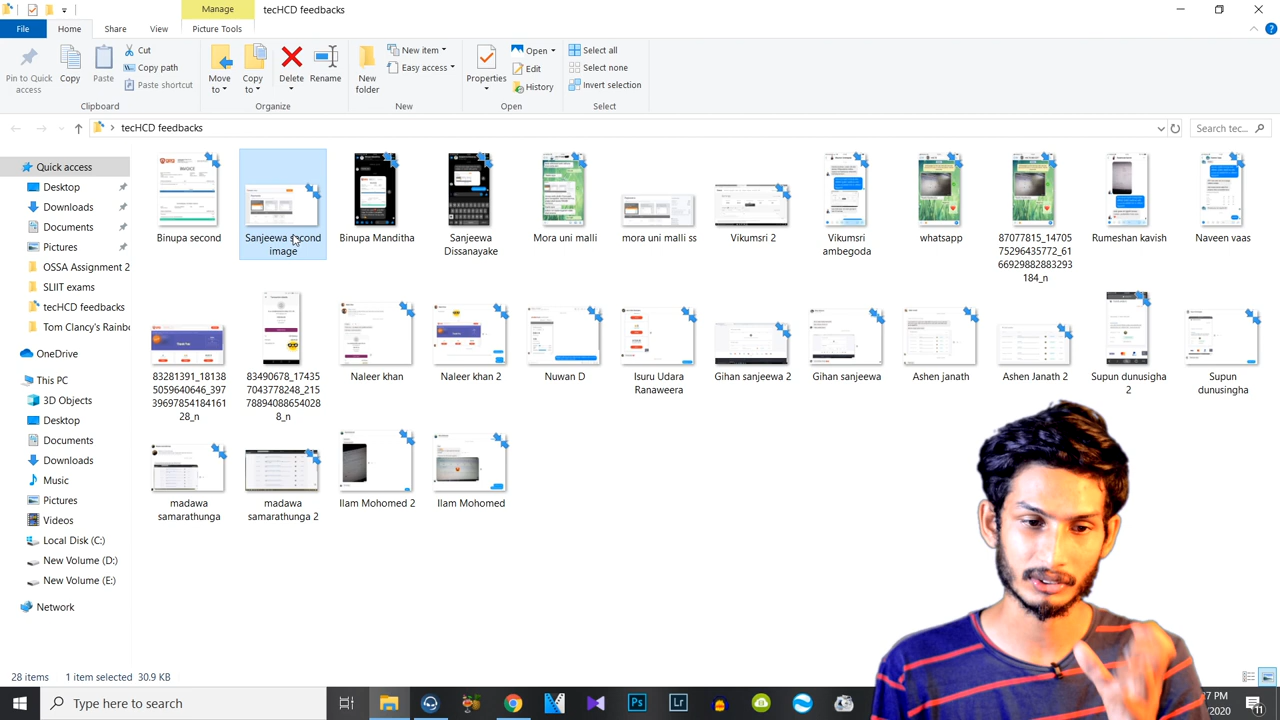 Manage
tecHCD feedbacks
File
Home
Share
View
Picture Tools
Pin to Quick
access
Copy
Paste
Cut
Copy path
Paste shortcut
Clipboard
Move
to
Copy
to
Delete
Rename
Organize
New
folder
New item
Easy access
New
Properties
Open
Edit
History
Open
Select all
Select none
Invert selection
Select
tecHCD feedbacks
Search tec...
Quick access
Desktop
Downloads
Documents
Pictures
OSSA Assignment 2
SLIIT exams
tecHCD feedbacks
OneDrive
This PC
3D Objects
Desktop
Documents
Downloads
Music
Pictures
Videos
Local Disk (C:)
New Volume (D:)
New Volume (E:)
Network
INVOICE
Binupa second
Sanjeewa second
image
Binupa Manditha
Sanjeewa
Dissanayake
Mora uni malli
mora uni malli ss
Vikumsri 2
Vikumsri
ambegoda
whatsapp
87077815_14705
75296435772_61
66929882883293
184_n
Rumeshan kavish
Naveen vaas
83281391_18138
5059640646_397
39697854184161
28_n
83490678_17435
7043778248_215
78894088654028
8_n
Naleer khan
Naleer khan 2
Nuwan D
Isuru Udara
Ranaweera
Gihan sanjeewa 2
Gihan sanjeewa
Ashen janath
Ashen Janath 2
Supun dunusigha
2
Supun
dunusingha
madawa
samarathunga
madawa
samarathunga 2
Ilam Mohomed 2
Ilam Mohomed
28 items
1 item selected 30.9 KB
Type here to search
Ps
Lr
7 PM
/2020
11